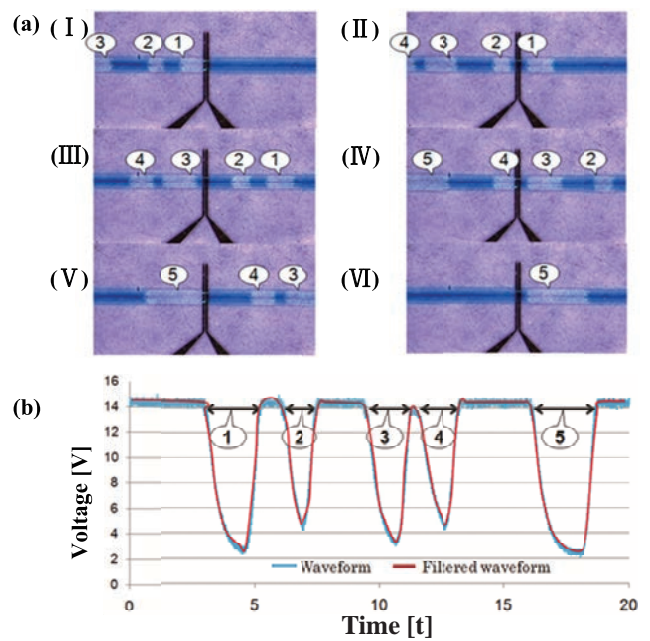 (a) (Ⅰ) (Ⅱ)
3 2 1 4 3 2 1
(Ⅲ) (Ⅳ)
4 3 2 1 5 4 3 2
(Ⅴ) (Ⅵ)
5 4 3 5
(b)
16
14
12
10
8
6
4
2
0
Voltage [V]
1 2 3 4 5
Waveform Filtered waveform
0 5 10 15 20
Time [t]